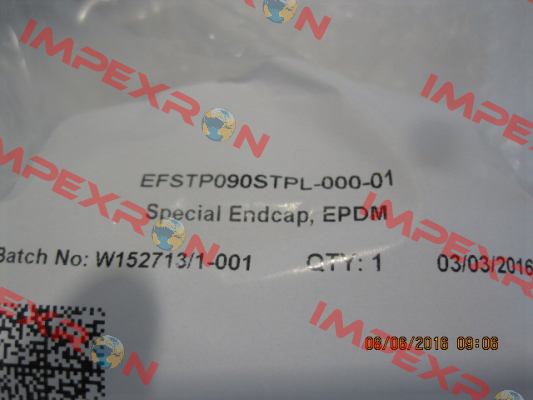 EFSTP090STPL-000-01
Special Endcap, EPDM
Batch No: W152713/1-001 QTY: 1 03/03/2016
06/06/2016 09:06
IMPEXRON
IMPEXRON
IMPEXRON
IMPEXRON
IMPEXRON